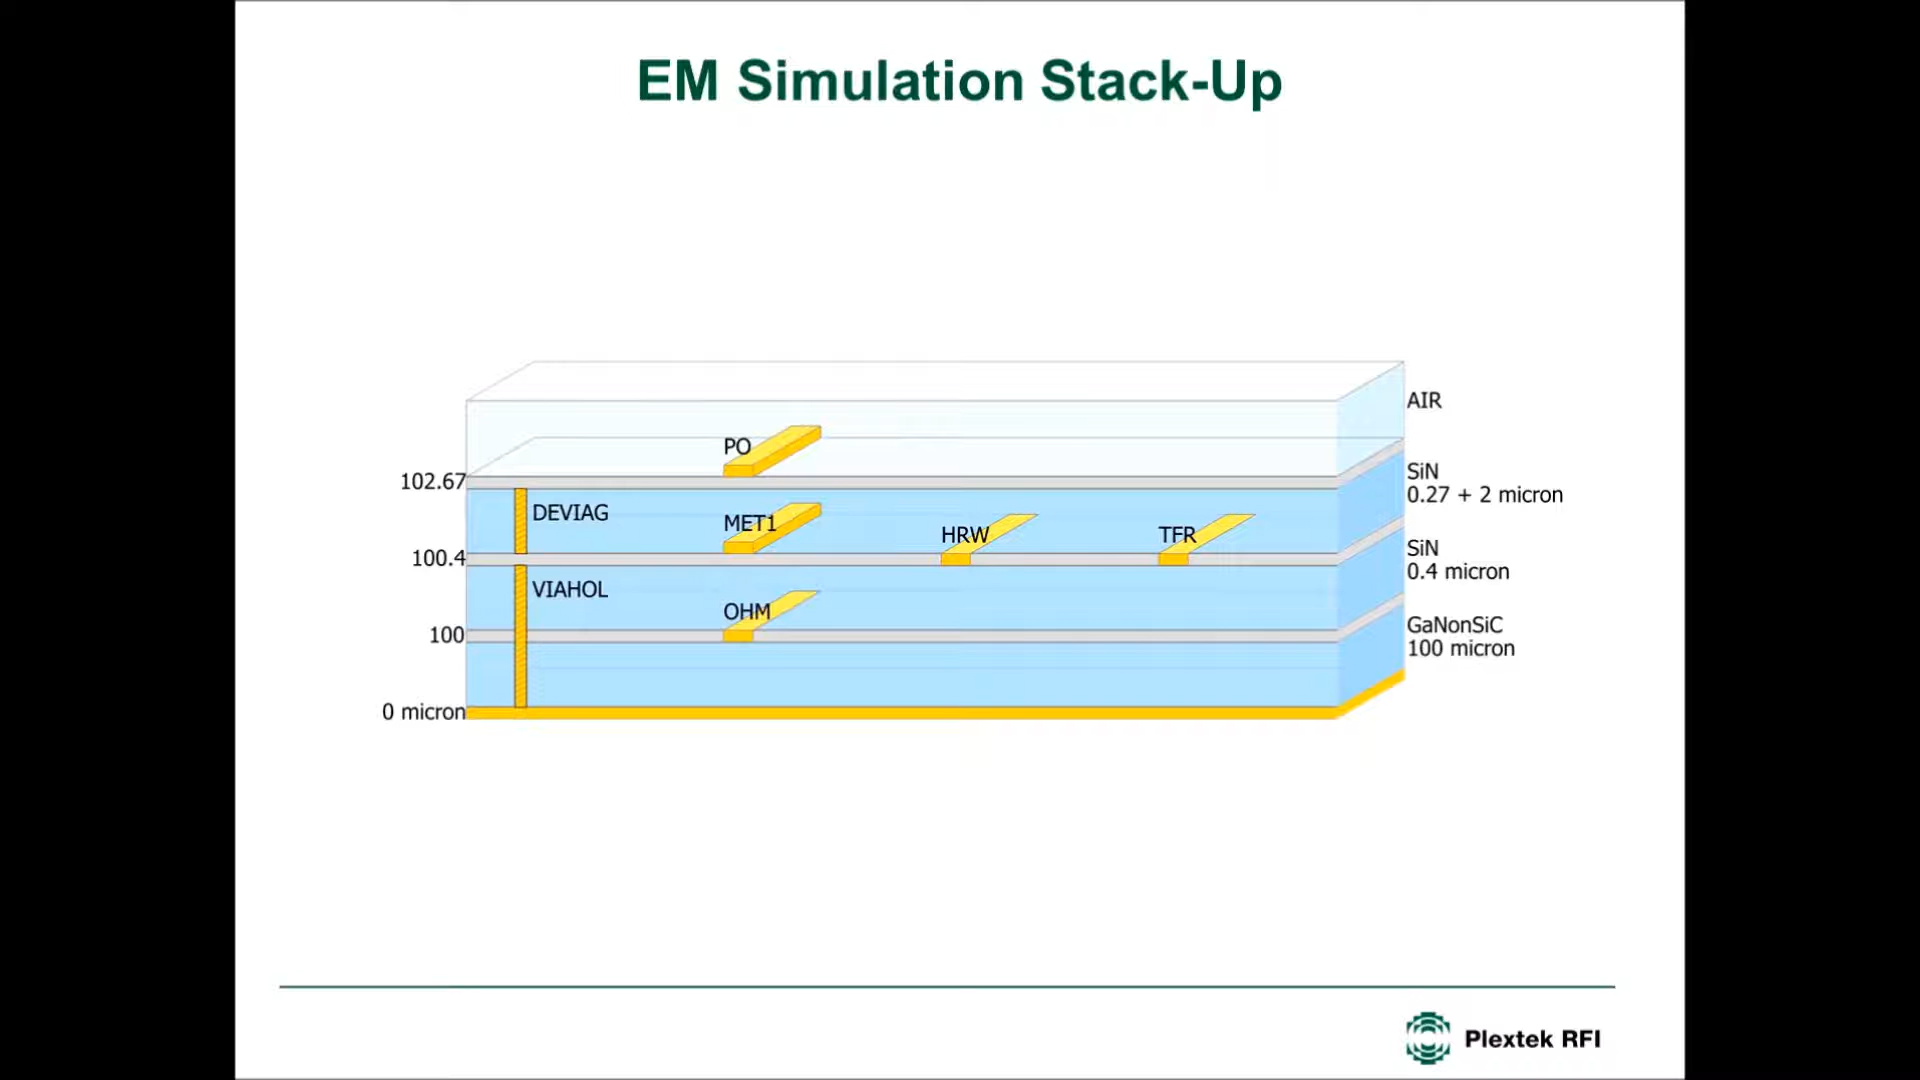 EM Simulation Stack-Up
AIR
PO
102.67
SiN
0.27 + 2 micron
DEVIAG
MET1
HRW
TFR
100.4
SiN
0.4 micron
VIAHOL
OHM
100
GaNonSiC
100 micron
0 micron
Plextek RFI